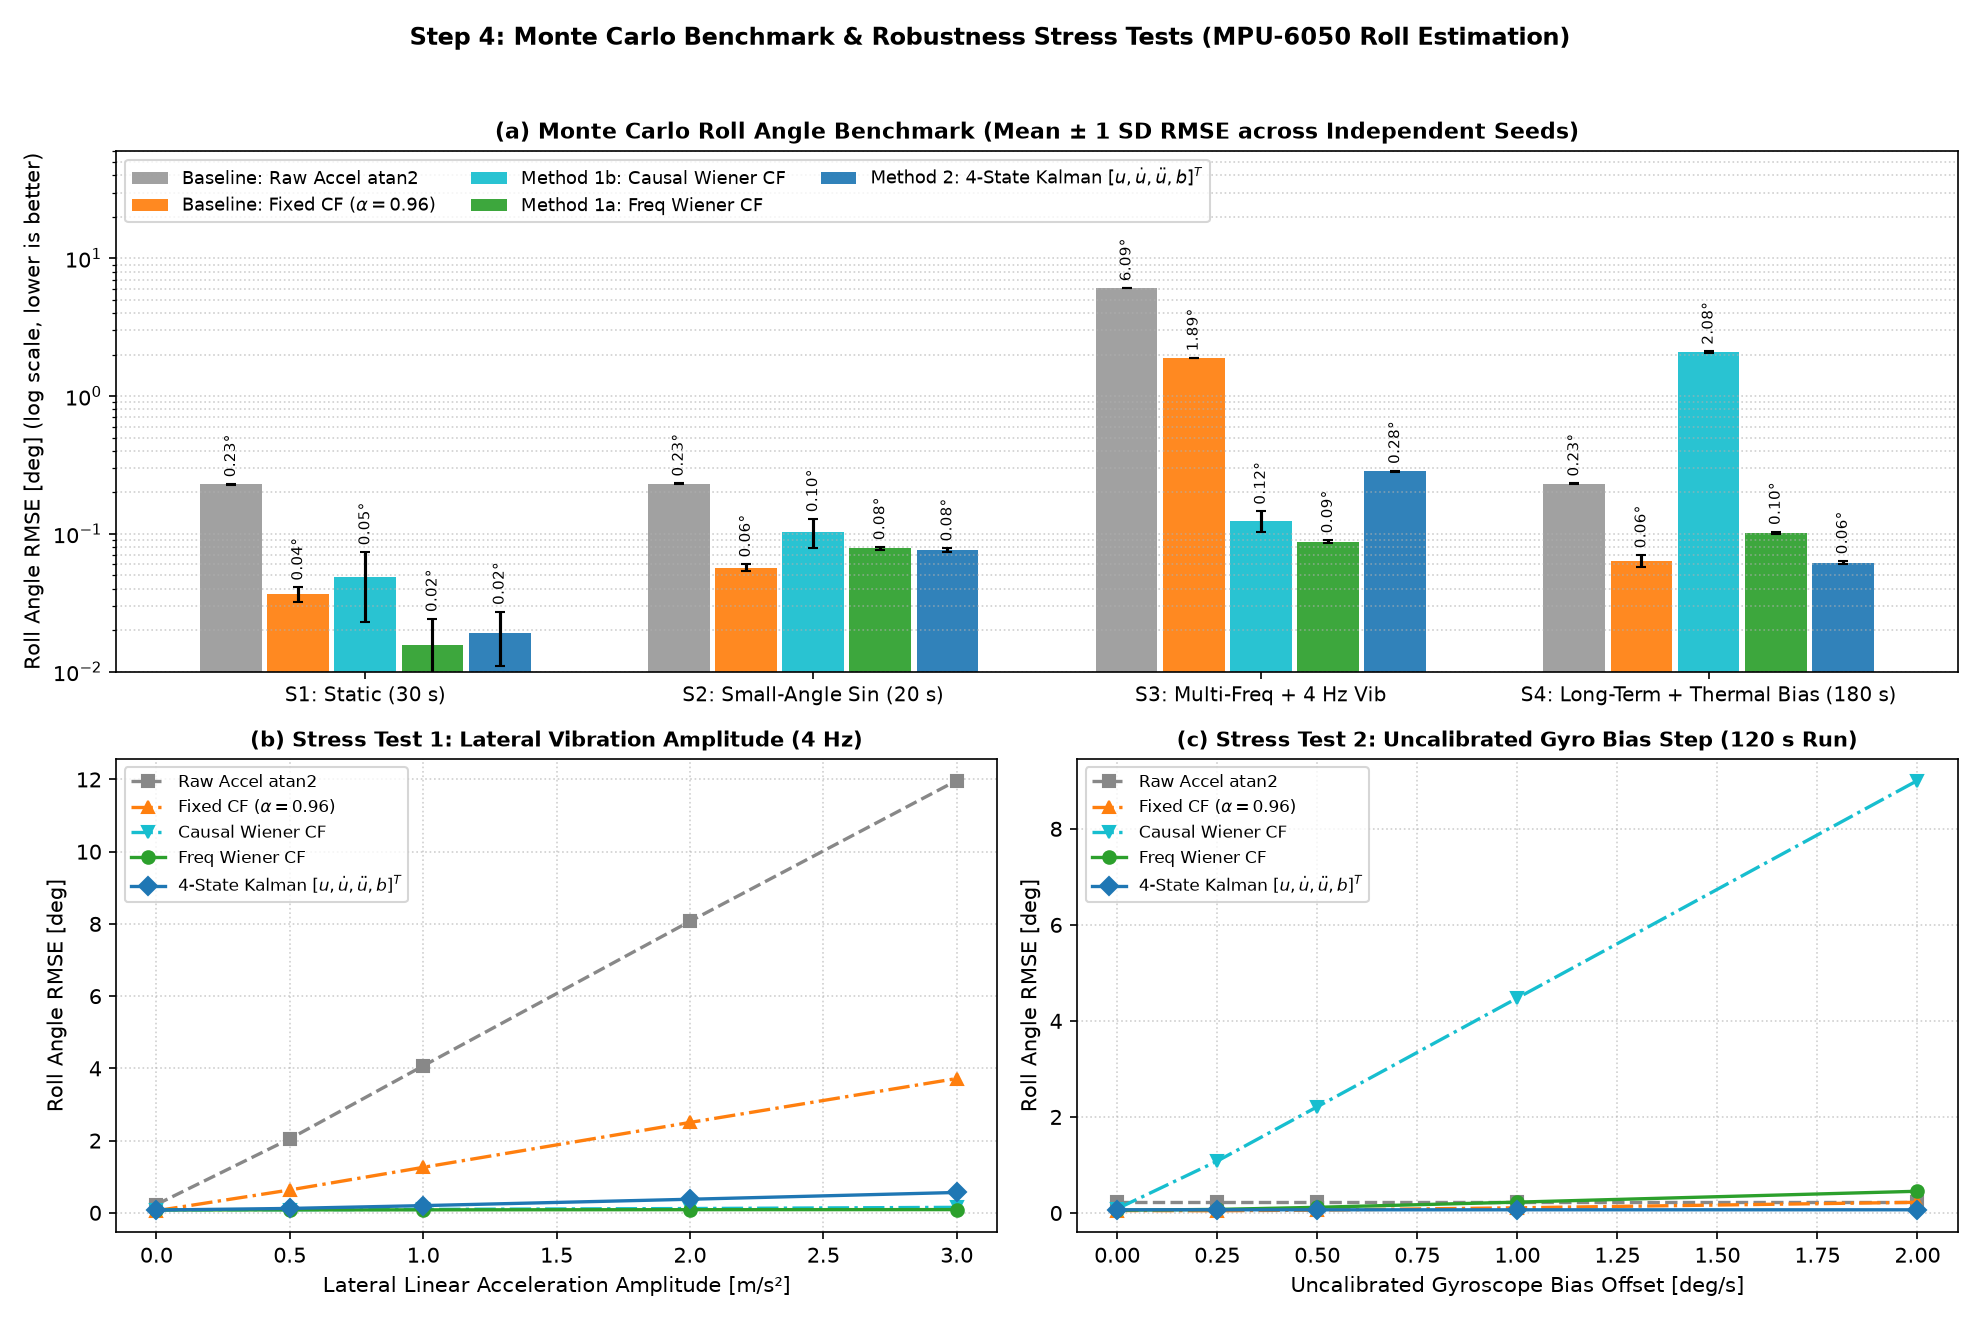 Step 4: Monte Carlo Benchmark & Robustness Stress Tests (MPU-6050 Roll Estimation)
(a) Monte Carlo Roll Angle Benchmark (Mean ± 1 SD RMSE across Independent Seeds)
Roll Angle RMSE [deg] (log scale, lower is better)
Baseline: Raw Accel atan2
Baseline: Fixed CF (α = 0.96)
Method 1b: Causal Wiener CF
Method 1a: Freq Wiener CF
Method 2: 4-State Kalman [u, u̇, ü, b]ᵀ
10¹
10⁰
10⁻¹
10⁻²
0.23°
0.04°
0.05°
0.02°
0.02°
0.23°
0.06°
0.10°
0.08°
0.08°
6.09°
1.89°
0.12°
0.09°
0.28°
0.23°
0.06°
2.08°
0.10°
0.06°
S1: Static (30 s)
S2: Small-Angle Sin (20 s)
S3: Multi-Freq + 4 Hz Vib
S4: Long-Term + Thermal Bias (180 s)
(b) Stress Test 1: Lateral Vibration Amplitude (4 Hz)
Roll Angle RMSE [deg]
Raw Accel atan2
Fixed CF (α = 0.96)
Causal Wiener CF
Freq Wiener CF
4-State Kalman [u, u̇, ü, b]ᵀ
12
10
8
6
4
2
0
0.0 0.5 1.0 1.5 2.0 2.5 3.0
Lateral Linear Acceleration Amplitude [m/s²]
(c) Stress Test 2: Uncalibrated Gyro Bias Step (120 s Run)
Roll Angle RMSE [deg]
Raw Accel atan2
Fixed CF (α = 0.96)
Causal Wiener CF
Freq Wiener CF
4-State Kalman [u, u̇, ü, b]ᵀ
8
6
4
2
0
0.00 0.25 0.50 0.75 1.00 1.25 1.50 1.75 2.00
Uncalibrated Gyroscope Bias Offset [deg/s]